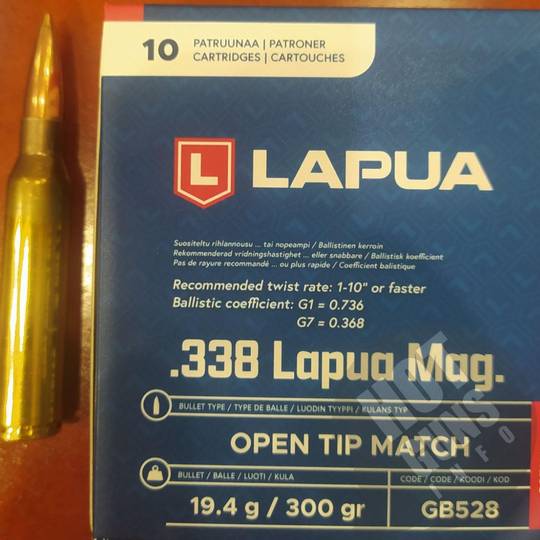 10 PATRUUNAA | PATRONER
CARTRIDGES | CARTOUCHES
L LAPUA
Suositeltu rihlannousu ... tai nopeampi / Ballistinen kerroin
Rekommenderad vridningshastighet ... eller snabbare / Ballistisk koefficient
Pas de rayure recommandé ... ou plus rapide / Coefficient balistique
Recommended twist rate: 1-10" or faster
Ballistic coefficient: G1 = 0.736
G7 = 0.368
.338 Lapua Mag.
BULLET TYPE / TYPE DE BALLE / LUODIN TYYPPI / KULANS TYP
OPEN TIP MATCH
BULLET / BALLE / LUOTI / KULA
CODE / CODE / KOODI / KOD
19.4 g / 300 gr
GB528
HOT
GUNS
INFO